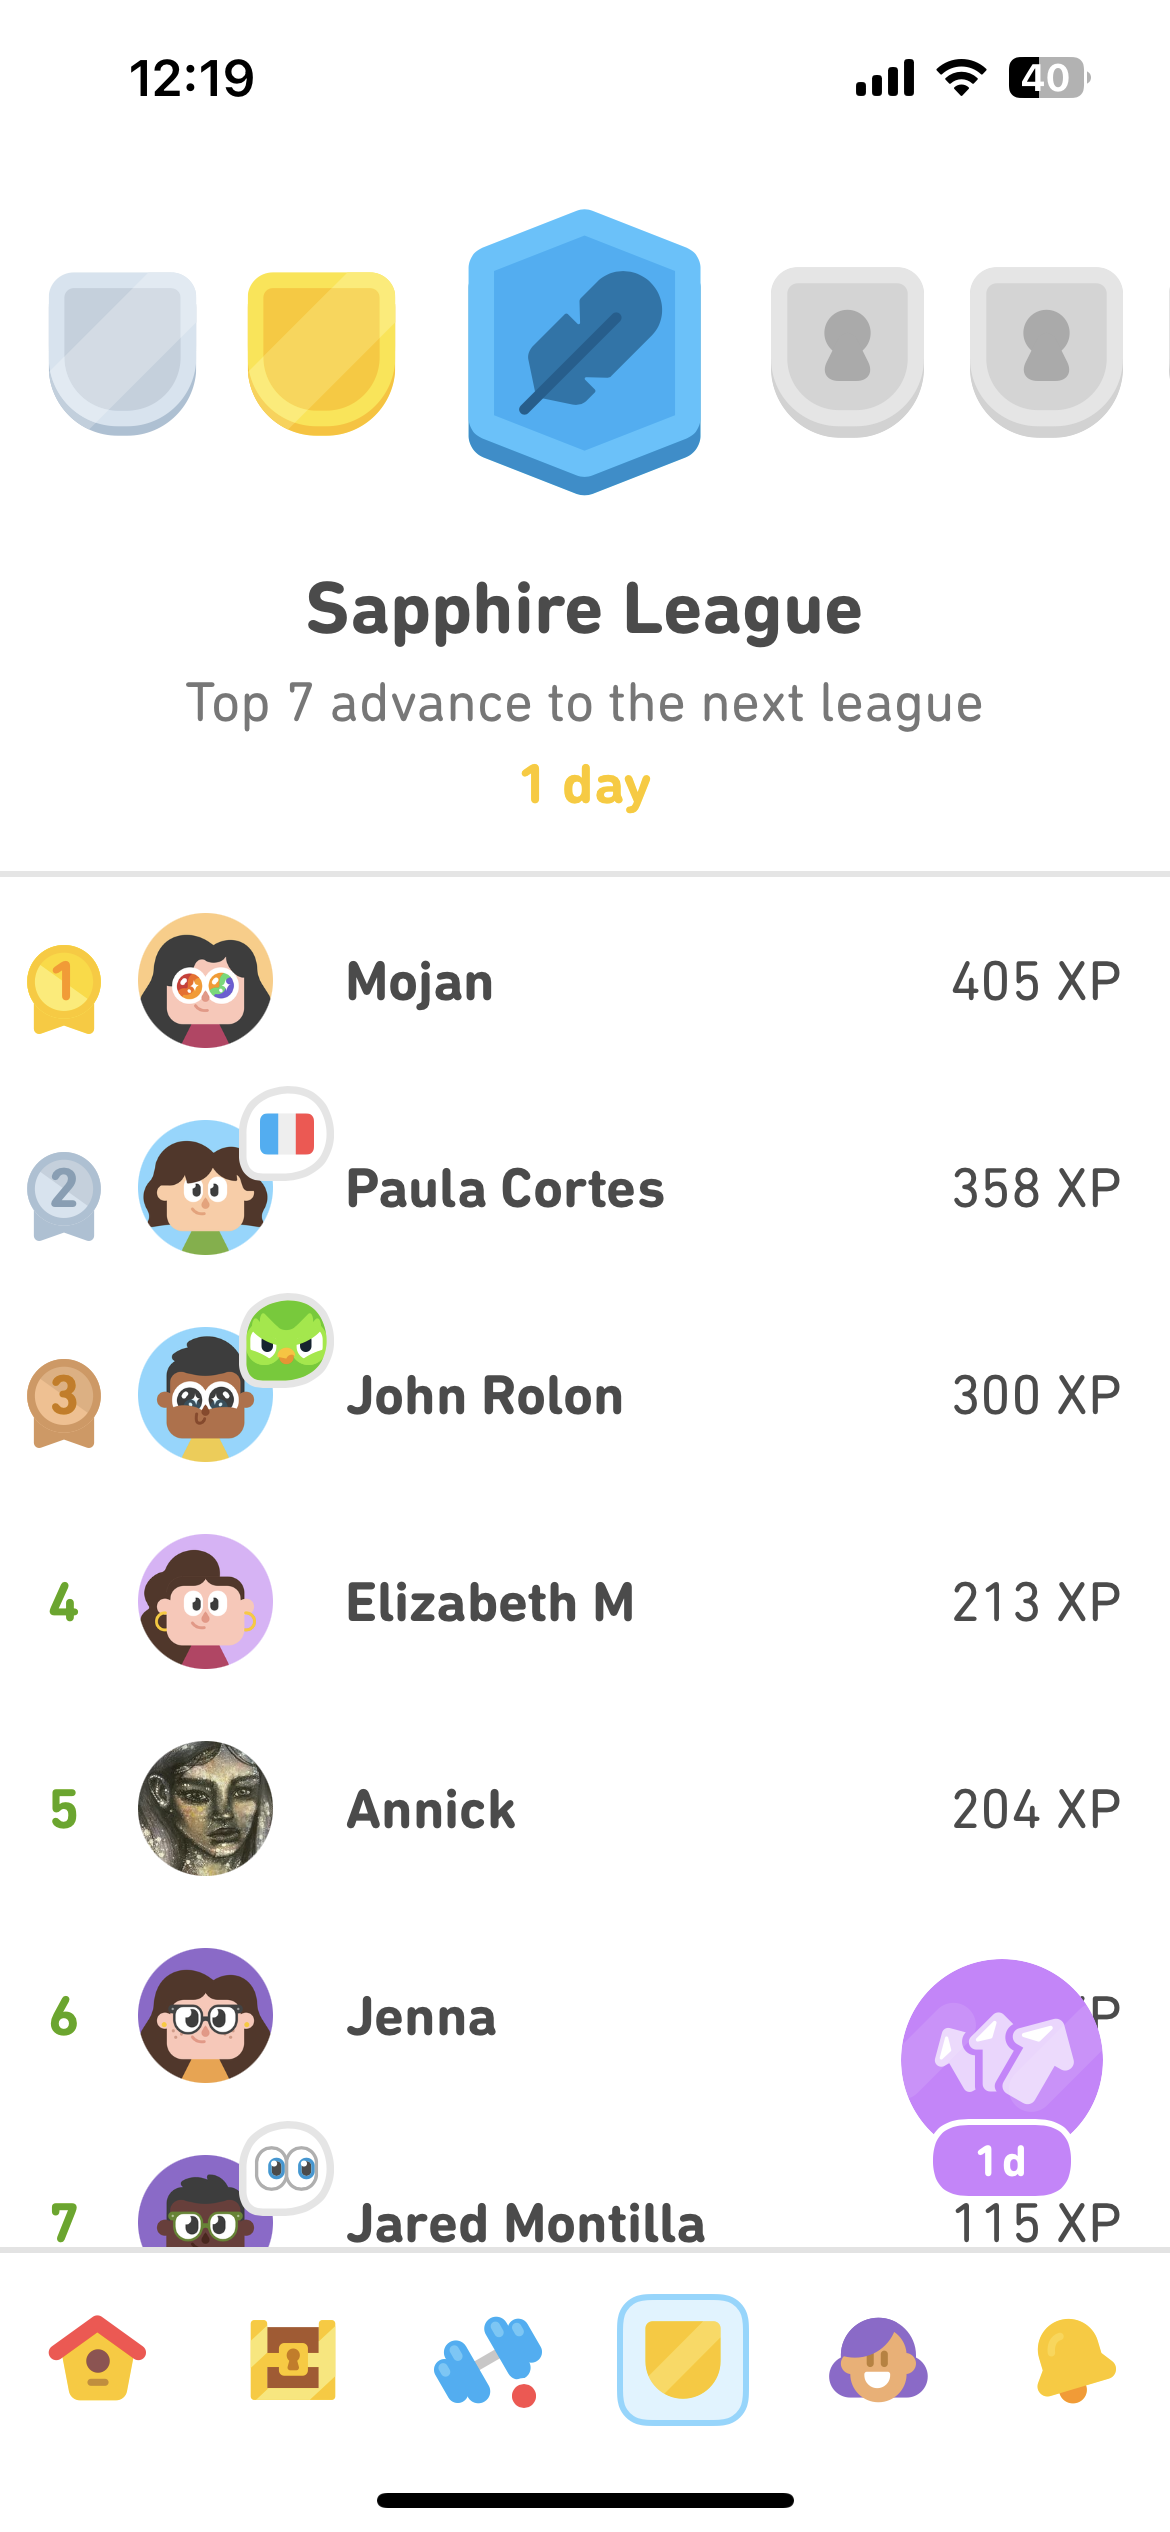 12:19
40
Sapphire League
Top 7 advance to the next league
1 day
1 Mojan 405 XP
2 Paula Cortes 358 XP
3 John Rolon 300 XP
4 Elizabeth M 213 XP
5 Annick 204 XP
6 Jenna
1d
7 Jared Montilla 115 XP